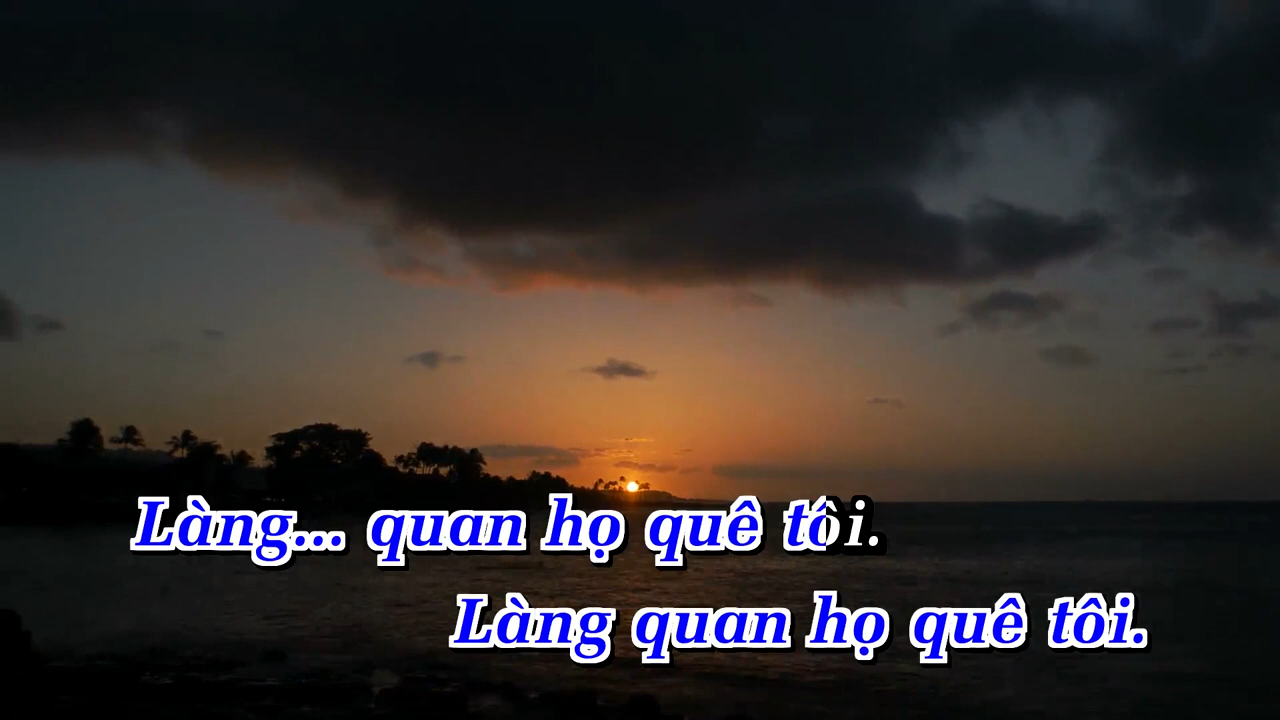 Làng... quan họ quê tôi.
Làng quan họ quê tôi.